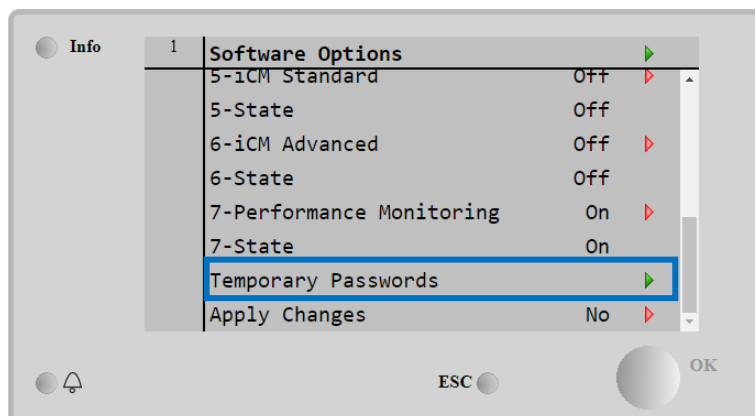 Info
1 Software Options
5-iCM Standard Off
5-State Off
6-iCM Advanced Off
6-State Off
7-Performance Monitoring On
7-State On
Temporary Passwords
Apply Changes No
ESC
OK